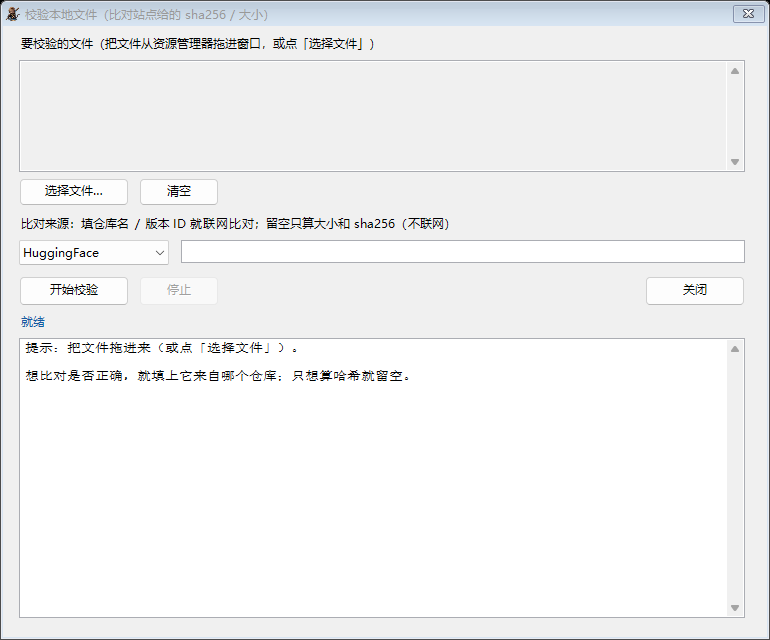 校验本地文件（比对站点给的 sha256 / 大小）
要校验的文件（把文件从资源管理器拖进窗口，或点「选择文件」）
选择文件... 清空
比对来源：填仓库名 / 版本 ID 就联网比对；留空只算大小和 sha256（不联网）
HuggingFace
开始校验 停止 关闭
就绪
提示：把文件拖进来（或点「选择文件」）。
想比对是否正确，就填上它来自哪个仓库；只想算哈希就留空。